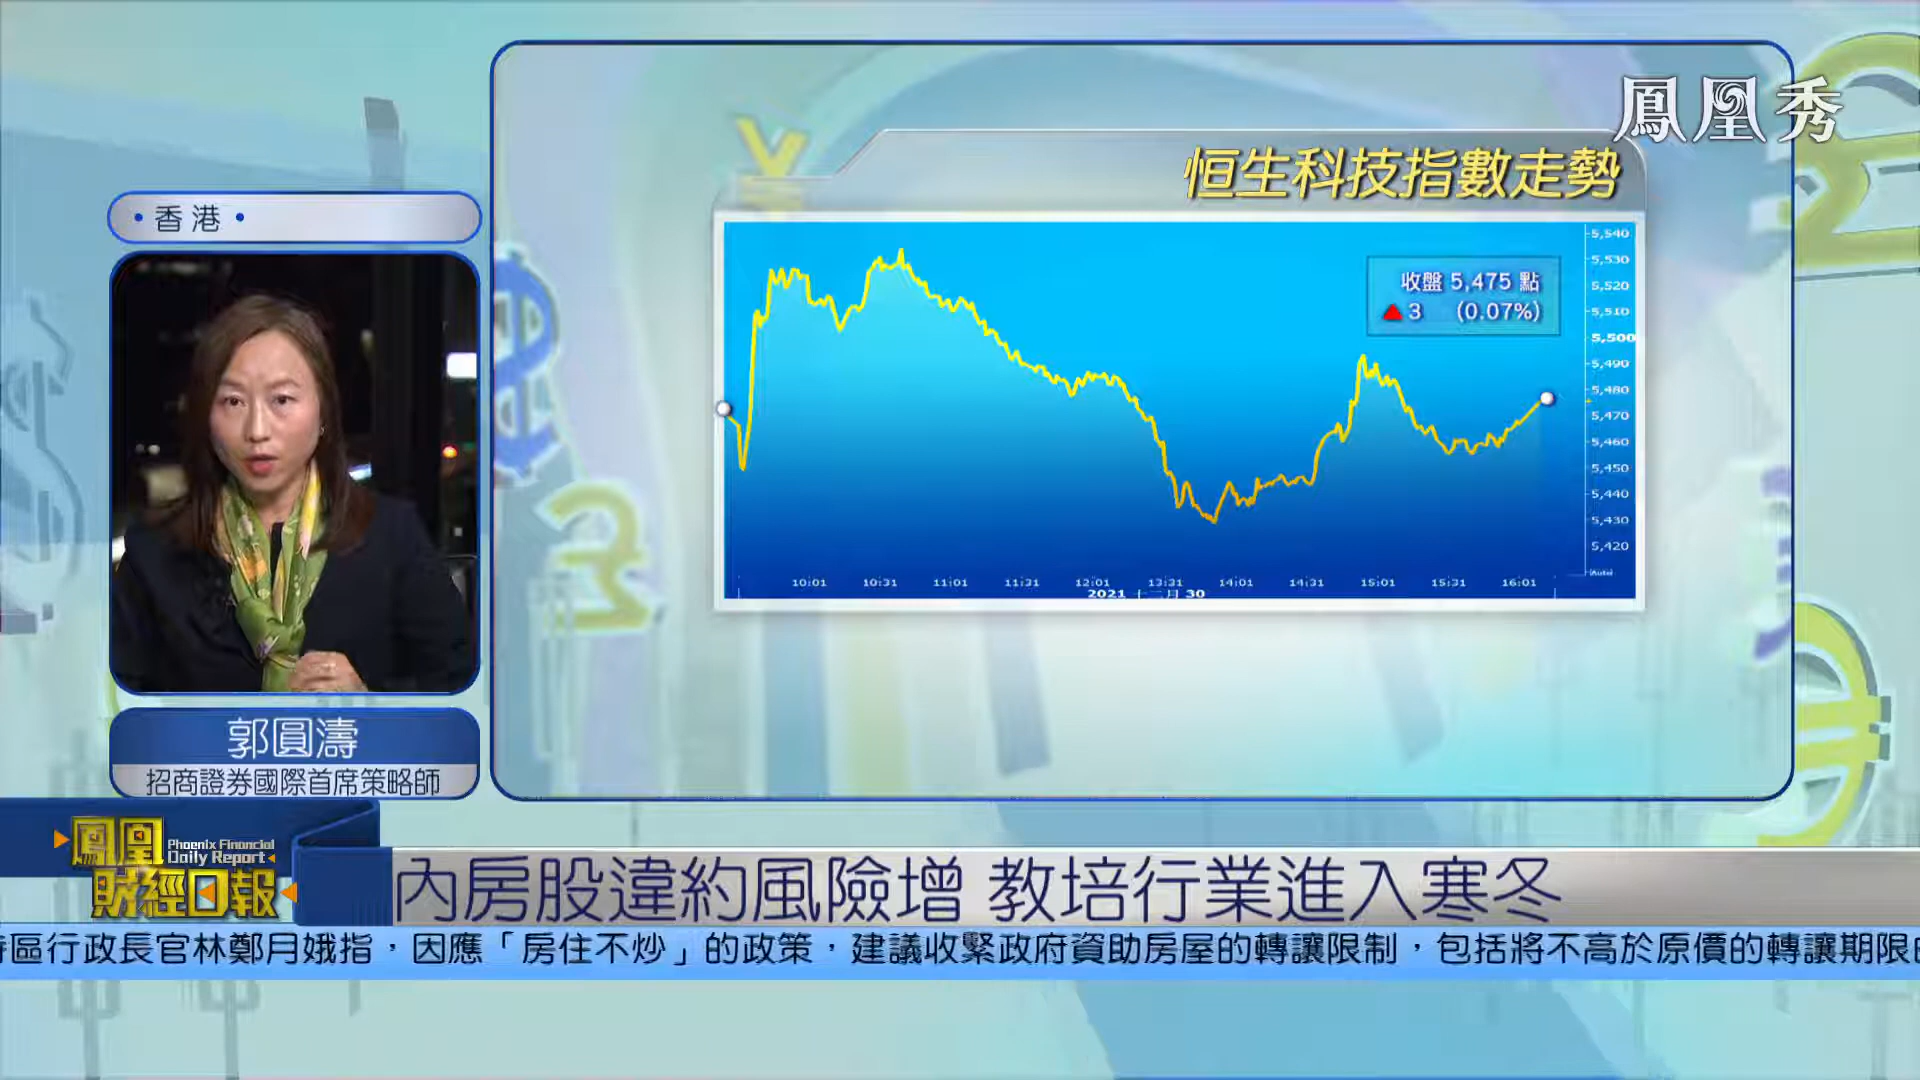 鳳凰秀
恒生科技指數走勢
香港
收盤 5,475 點
3 (0.07%)
5,540
5,530
5,520
5,510
5,500
5,490
5,480
5,470
5,460
5,450
5,440
5,430
5,420
(Auto)
10:01 10:31 11:01 11:31 12:01 13:31 14:01 14:31 15:01 15:31 16:01
2021 十二月 30
郭圓濤
招商證券國際首席策略師
鳳凰 Phoenix Financial
Daily Report
財經日報
內房股違約風險增 教培行業進入寒冬
特區行政長官林鄭月娥指，因應「房住不炒」的政策，建議收緊政府資助房屋的轉讓限制，包括將不高於原價的轉讓期限由